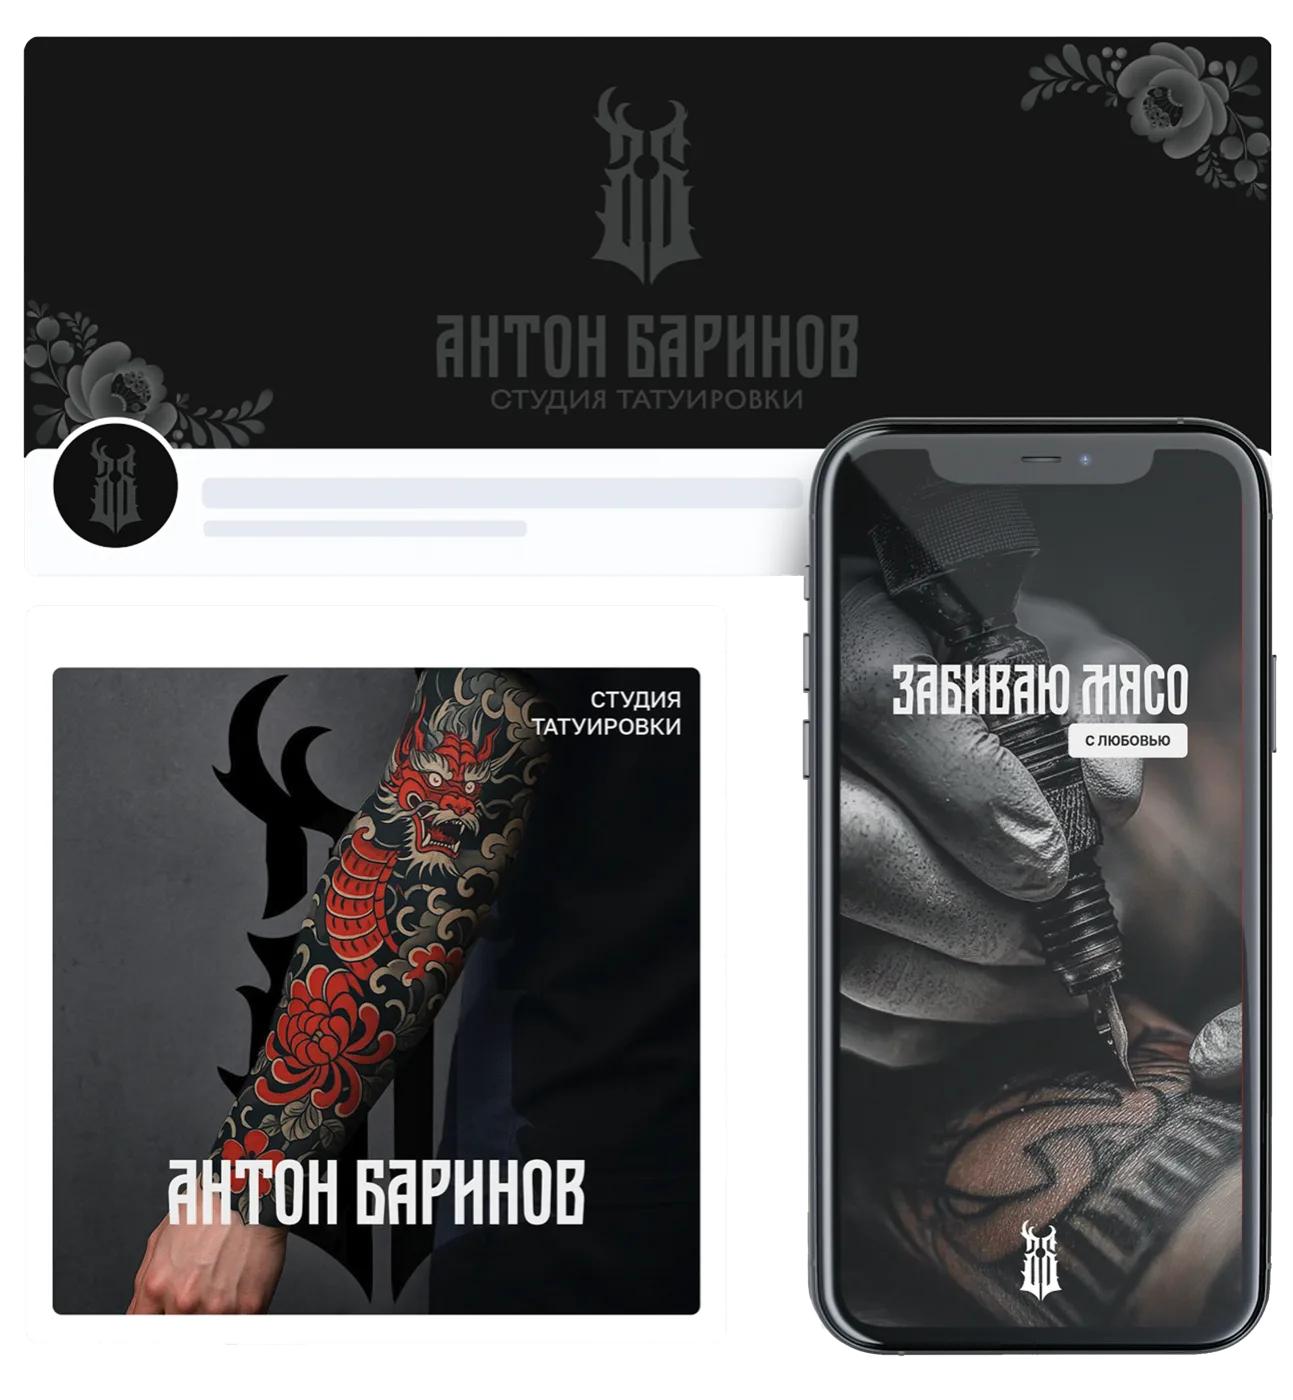 АНТОН БАРИНОВ
СТУДИЯ ТАТУИРОВКИ
СТУДИЯ
ТАТУИРОВКИ
АНТОН БАРИНОВ
ЗАБИВАЮ МЯСО
С ЛЮБОВЬЮ